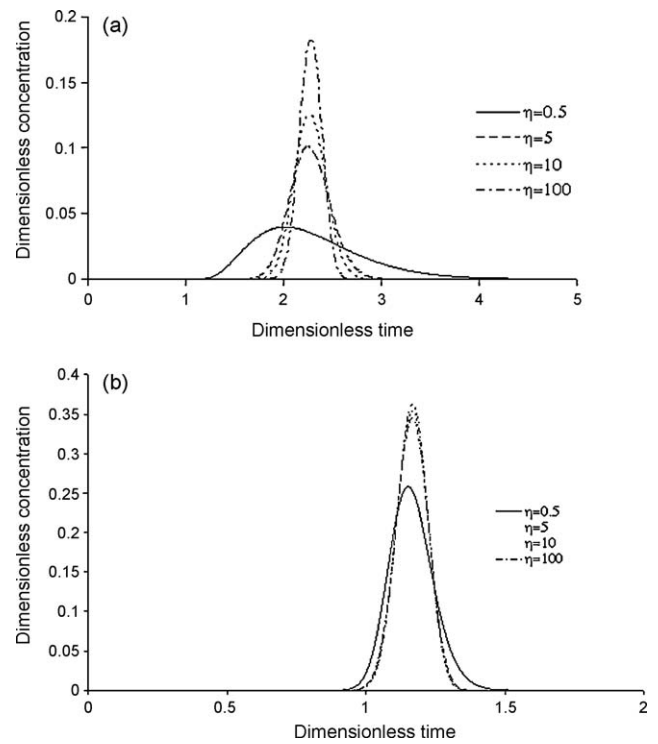 (a)
Dimensionless concentration
0.2
0.15
0.1
0.05
0
0
1
2
3
4
5
Dimensionless time
η=0.5
η=5
η=10
η=100
(b)
Dimensionless concentration
0.4
0.35
0.3
0.25
0.2
0.15
0.1
0.05
0
0
0.5
1
1.5
2
Dimensionless time
η=0.5
η=5
η=10
η=100